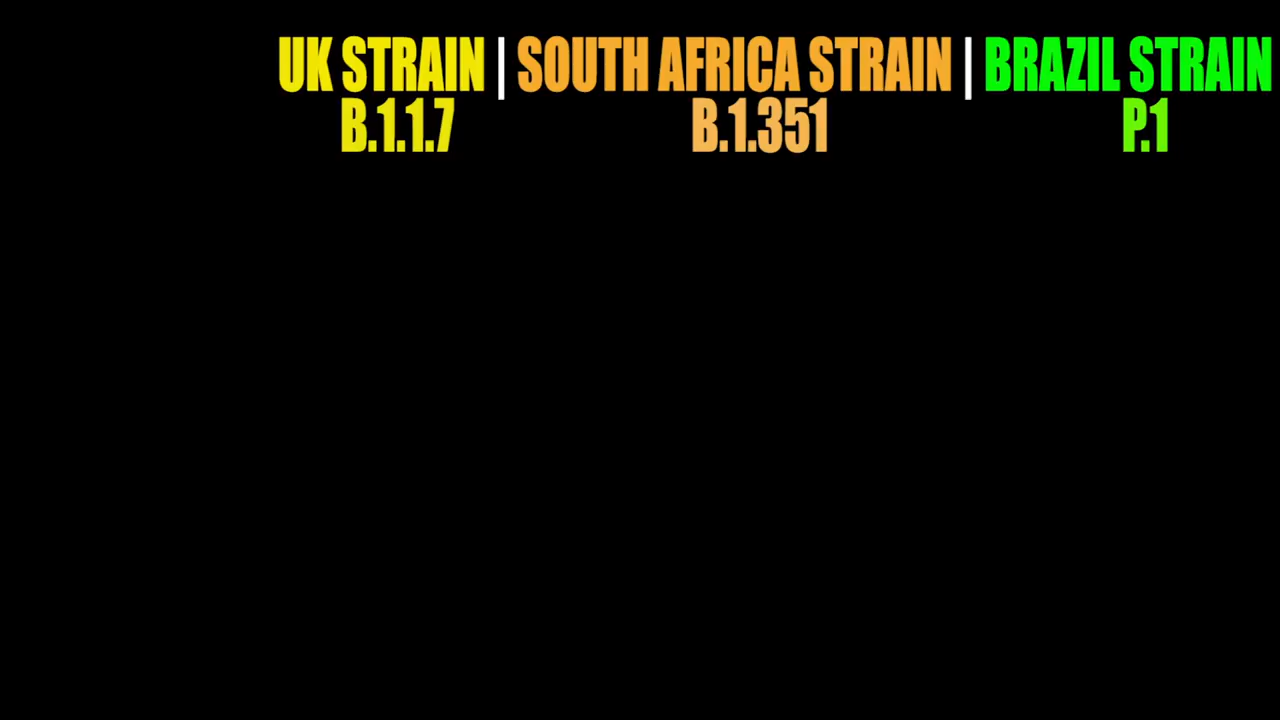 UK STRAIN | SOUTH AFRICA STRAIN | BRAZIL STRAIN
B.1.1.7 B.1.351 P.1